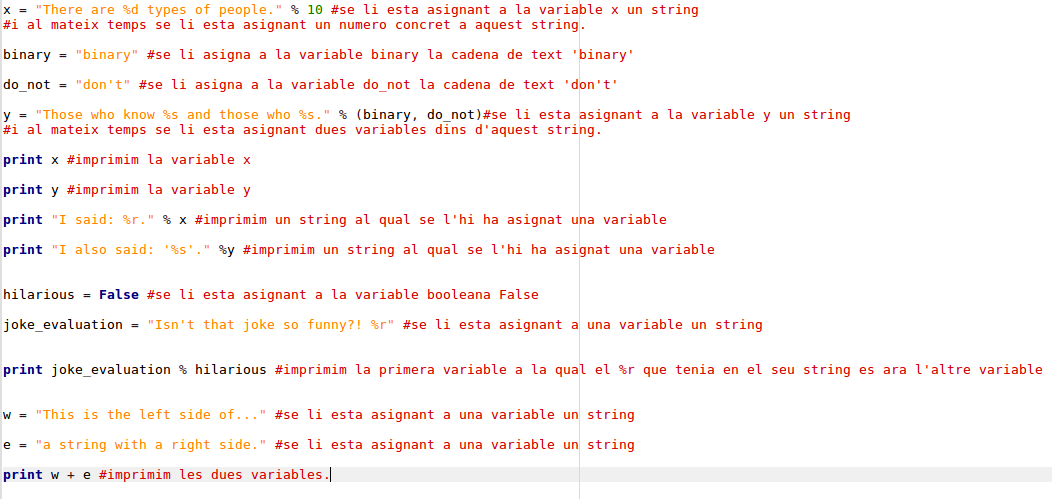 x = "There are %d types of people." % 10 #se li esta asignant a la variable x un string
#i al mateix temps se li esta asignant un numero concret a aquest string.
binary = "binary" #se li asigna a la variable binary la cadena de text 'binary'
do_not = "don't" #se li asigna a la variable do_not la cadena de text 'don't'
y = "Those who know %s and those who %s." % (binary, do_not)#se li esta asignant a la variable y un string
#i al mateix temps se li esta asignant dues variables dins d'aquest string.
print x #imprimim la variable x
print y #imprimim la variable y
print "I said: %r." % x #imprimim un string al qual se l'hi ha asignat una variable
print "I also said: '%s'." %y #imprimim un string al qual se l'hi ha asignat una variable
hilarious = False #se li esta asignant a la variable booleana False
joke_evaluation = "Isn't that joke so funny?! %r" #se li esta asignant a una variable un string
print joke_evaluation % hilarious #imprimim la primera variable a la qual el %r que tenia en el seu string es ara l'altre variable
w = "This is the left side of..." #se li esta asignant a una variable un string
e = "a string with a right side." #se li esta asignant a una variable un string
print w + e #imprimim les dues variables.